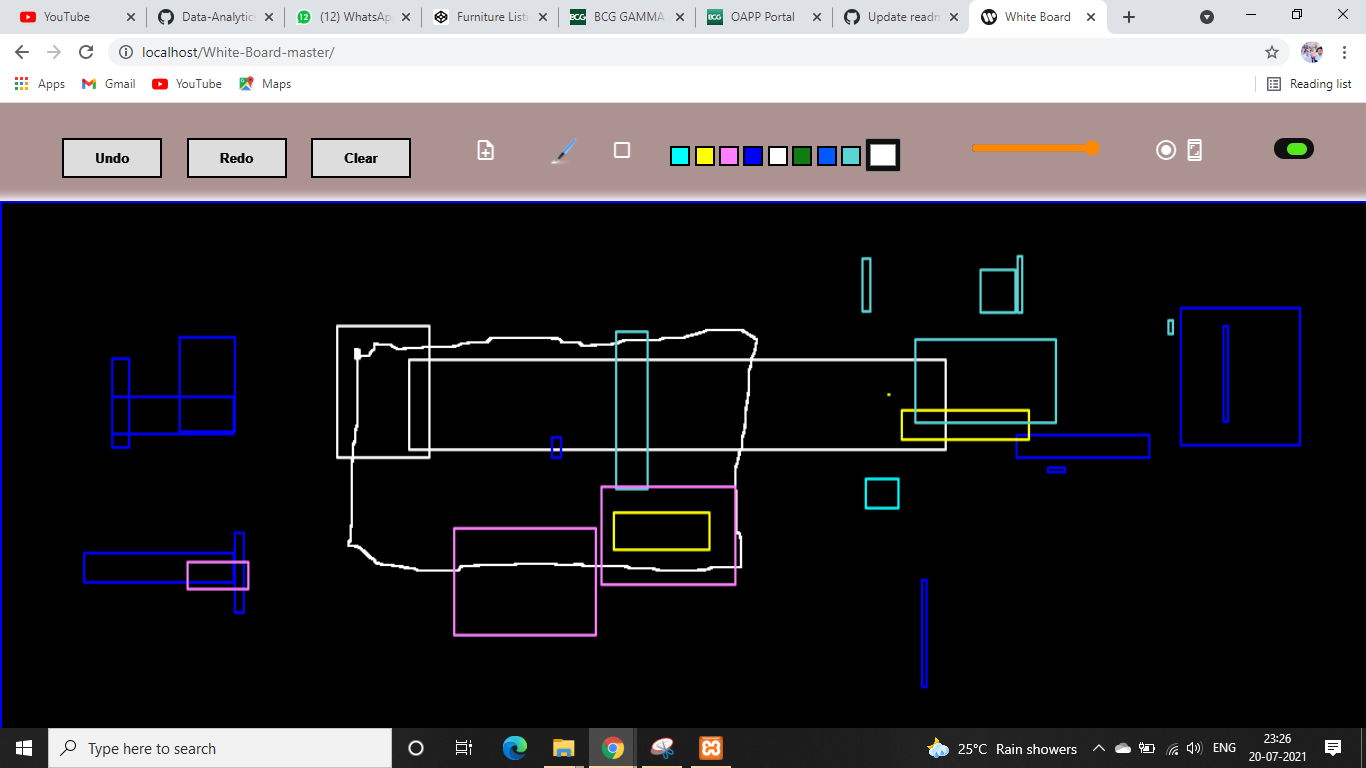 YouTube Data-Analytic (12) WhatsAp Furniture Listi BCG GAMMA OAPP Portal Update readm White Board
localhost/White-Board-master/
Apps Gmail YouTube Maps Reading list
Undo Redo Clear
Type here to search 25°C Rain showers ENG 23:26
20-07-2021